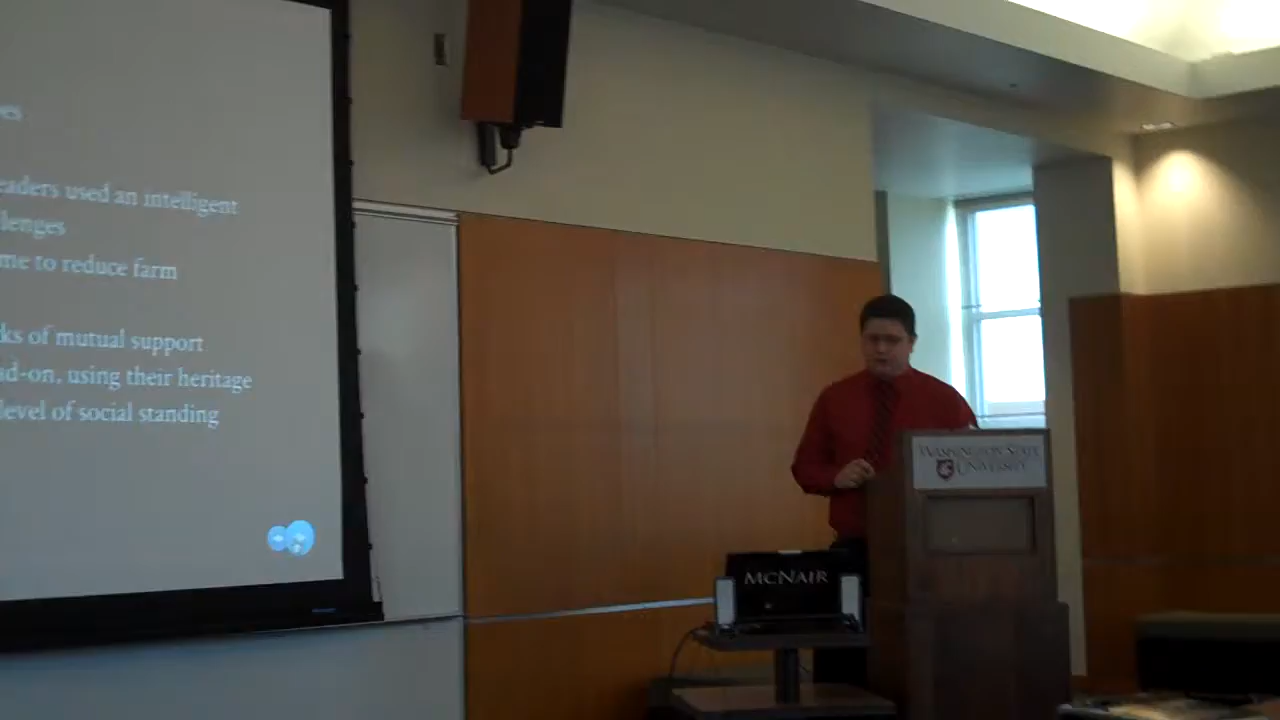 es
eaders used an intelligent
llenges
me to reduce farm
ks of mutual support
ad-on, using their heritage
level of social standing
WASHINGTON STATE
UNIVERSITY
MCNAIR